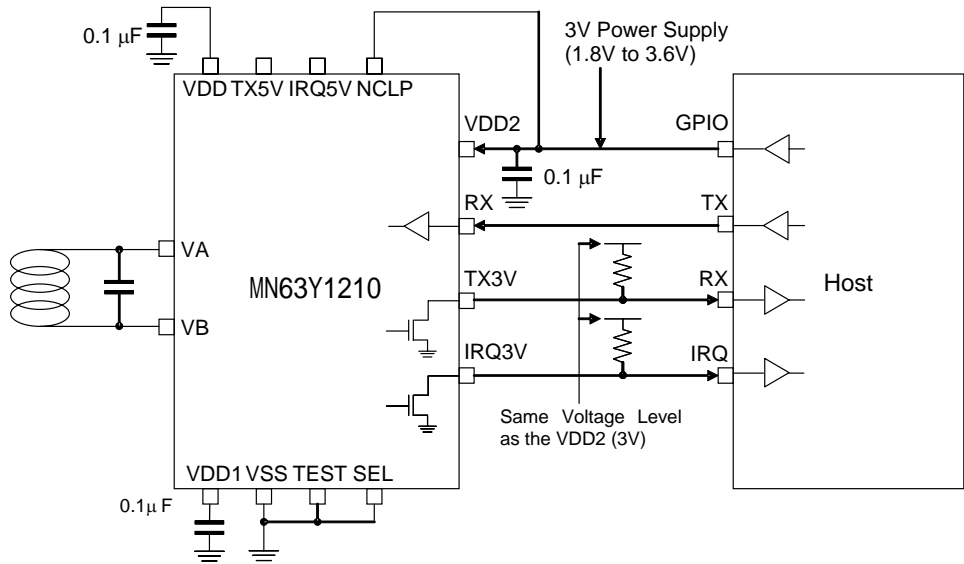 0.1 μF
3V Power Supply
(1.8V to 3.6V)
VDD TX5V IRQ5V NCLP
VDD2
GPIO
0.1 μF
RX
TX
VA
MN63Y1210
TX3V
RX
Host
VB
IRQ3V
IRQ
Same Voltage Level
as the VDD2 (3V)
VDD1 VSS TEST SEL
0.1μ F